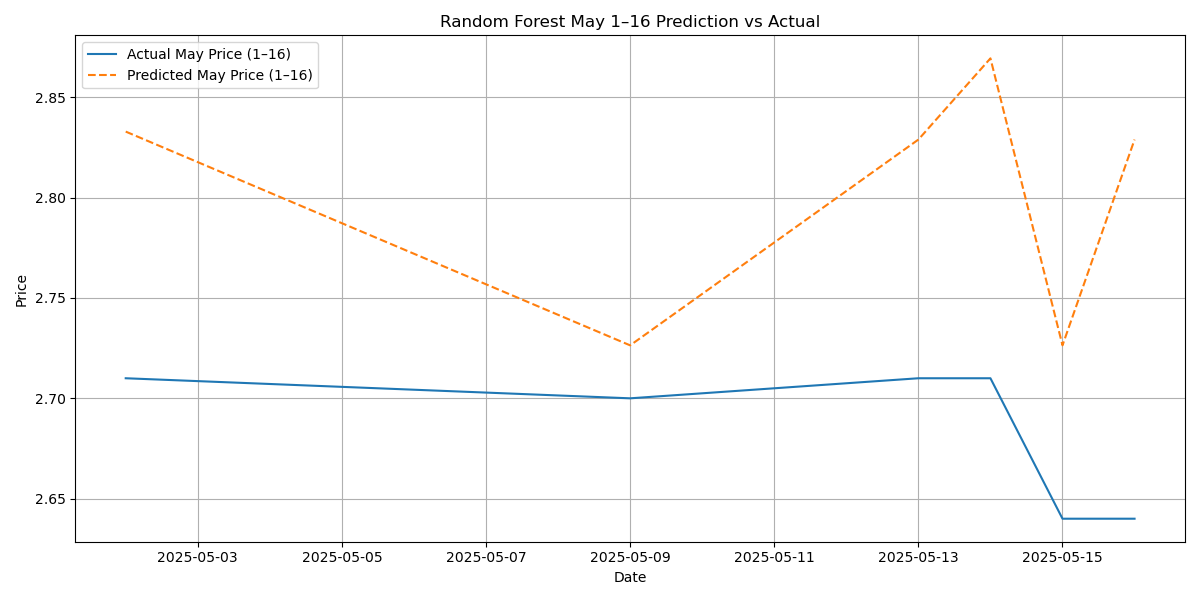 Random Forest May 1–16 Prediction vs Actual
Actual May Price (1–16)
Predicted May Price (1–16)
2.85
2.80
2.75
2.70
2.65
Price
2025-05-03
2025-05-05
2025-05-07
2025-05-09
2025-05-11
2025-05-13
2025-05-15
Date